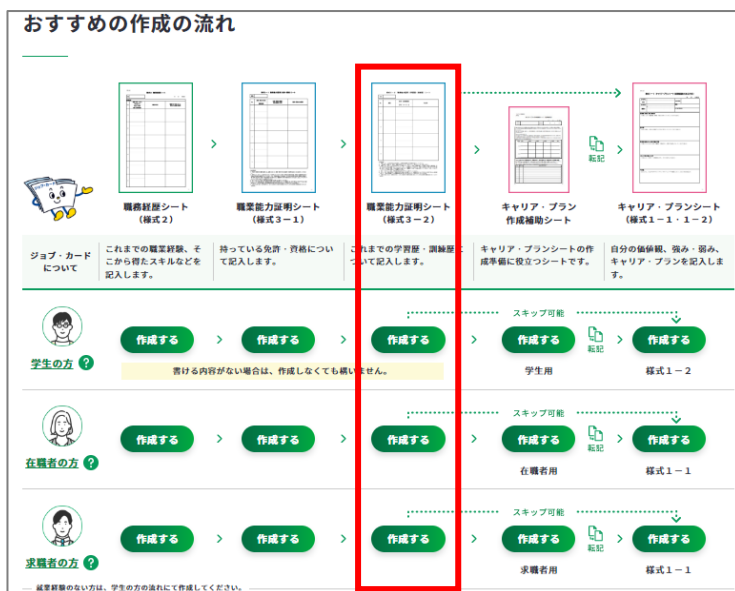 おすすめの作成の流れ
職務経歴シート
（様式２）
職業能力証明シート
（様式３－１）
職業能力証明シート
（様式３－２）
キャリア・プラン
作成補助シート
転記
キャリア・プランシート
（様式１－１・１－２）
ジョブ・カード
について
これまでの職業経験、そ
こから得たスキルなどを
記入します。
持っている免許・資格につい
て記入します。
これまでの学習歴・訓練歴に
ついて記入します。
キャリア・プランシートの作
成準備に役立つシートです。
自分の価値観、強み・弱み、
キャリア・プランを記入しま
す。
スキップ可能
学生の方 ?
作成する
作成する
作成する
作成する
転記
作成する
書ける内容がない場合は、作成しなくても構いません。
学生用
様式１－２
スキップ可能
在職者の方 ?
作成する
作成する
作成する
作成する
転記
作成する
在職者用
様式１－１
スキップ可能
求職者の方 ?
作成する
作成する
作成する
作成する
転記
作成する
求職者用
様式１－１
就業経験のない方は、学生の方の流れにて作成してください。